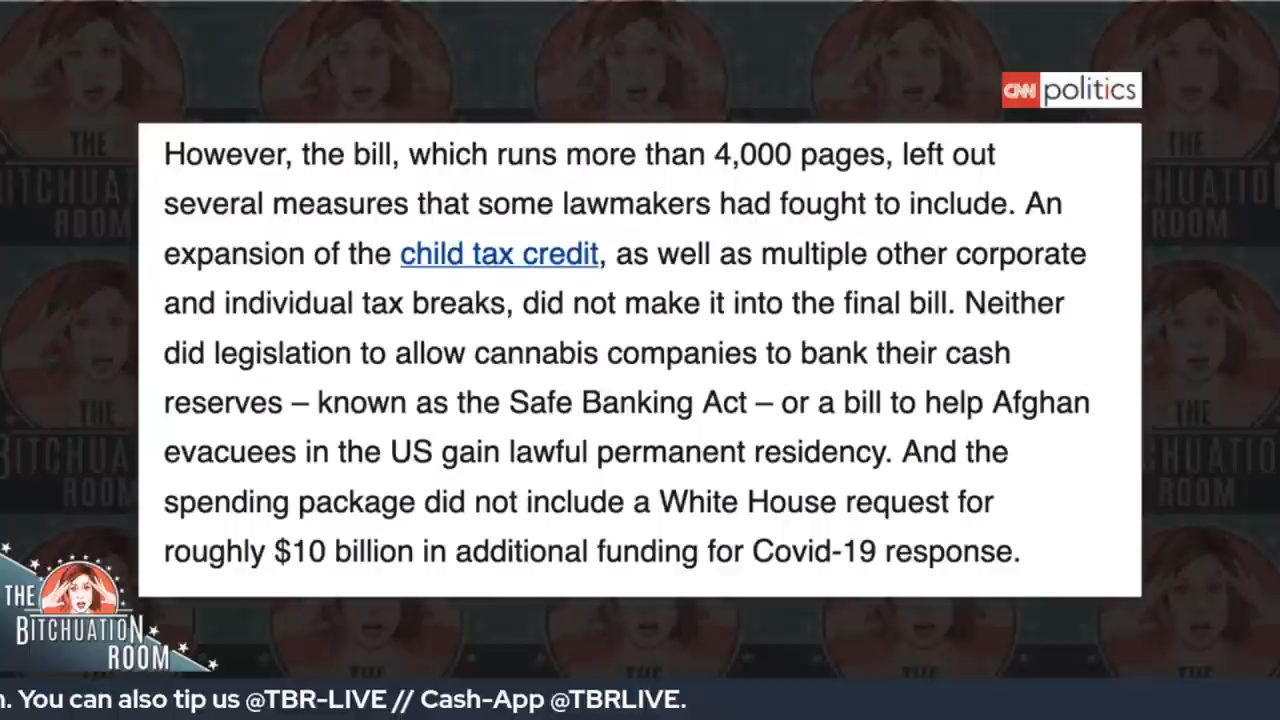 CNN politics
However, the bill, which runs more than 4,000 pages, left out
several measures that some lawmakers had fought to include. An
expansion of the child tax credit, as well as multiple other corporate
and individual tax breaks, did not make it into the final bill. Neither
did legislation to allow cannabis companies to bank their cash
reserves – known as the Safe Banking Act – or a bill to help Afghan
evacuees in the US gain lawful permanent residency. And the
spending package did not include a White House request for
roughly $10 billion in additional funding for Covid-19 response.
THE
BITCHUATION
ROOM
. You can also tip us @TBR-LIVE // Cash-App @TBRLIVE.